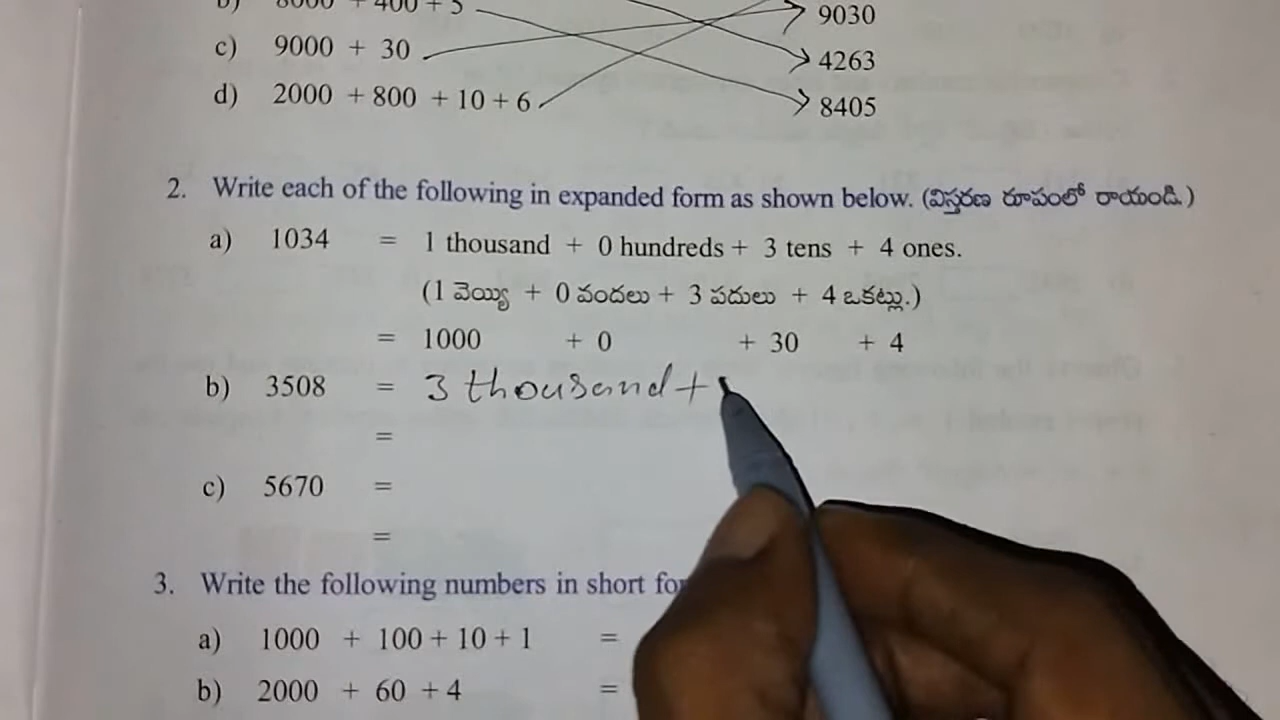 b) 8000 + 400 + 5
9030
c) 9000 + 30
4263
d) 2000 + 800 + 10 + 6
8405
2. Write each of the following in expanded form as shown below. (విస్తరణ రూపంలో రాయండి.)
a) 1034 = 1 thousand + 0 hundreds + 3 tens + 4 ones.
(1 వెయ్యి + 0 వందలు + 3 పదులు + 4 ఒకట్లు.)
= 1000 + 0 + 30 + 4
b) 3508 = 3 thousand +
=
c) 5670 =
=
3. Write the following numbers in short
a) 1000 + 100 + 10 + 1 =
b) 2000 + 60 + 4 =